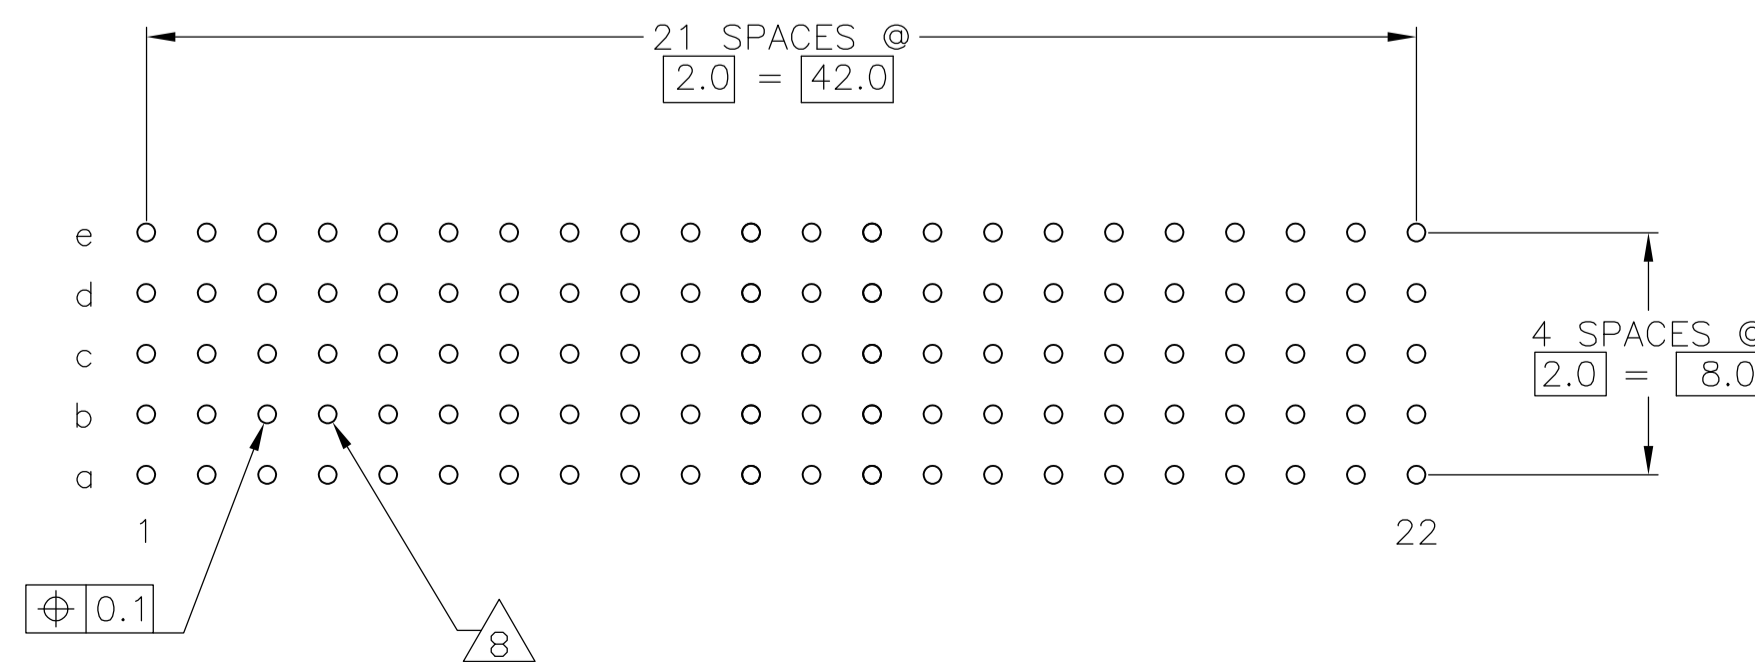 21 SPACES @
2.0 = 42.0
e
d
c
4 SPACES @
2.0 = 8.0
b
a
1
22
⌖ 0.1
8